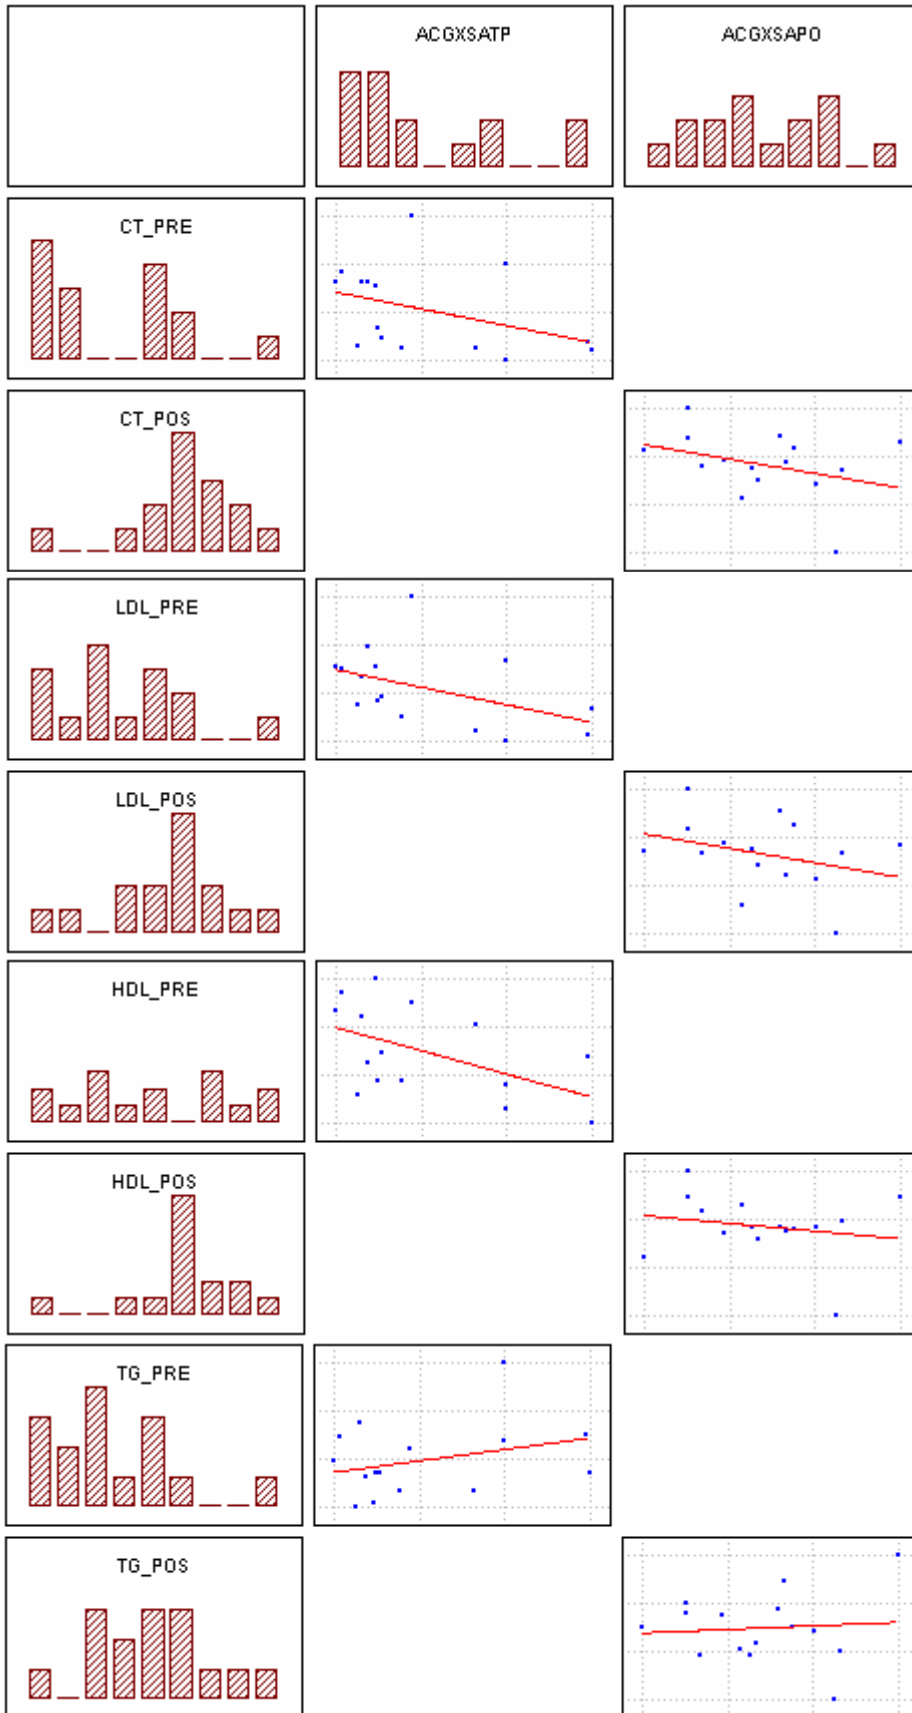 ACGXSATP
ACGXSAPO
CT_PRE
CT_POS
LDL_PRE
LDL_POS
HDL_PRE
HDL_POS
TG_PRE
TG_POS